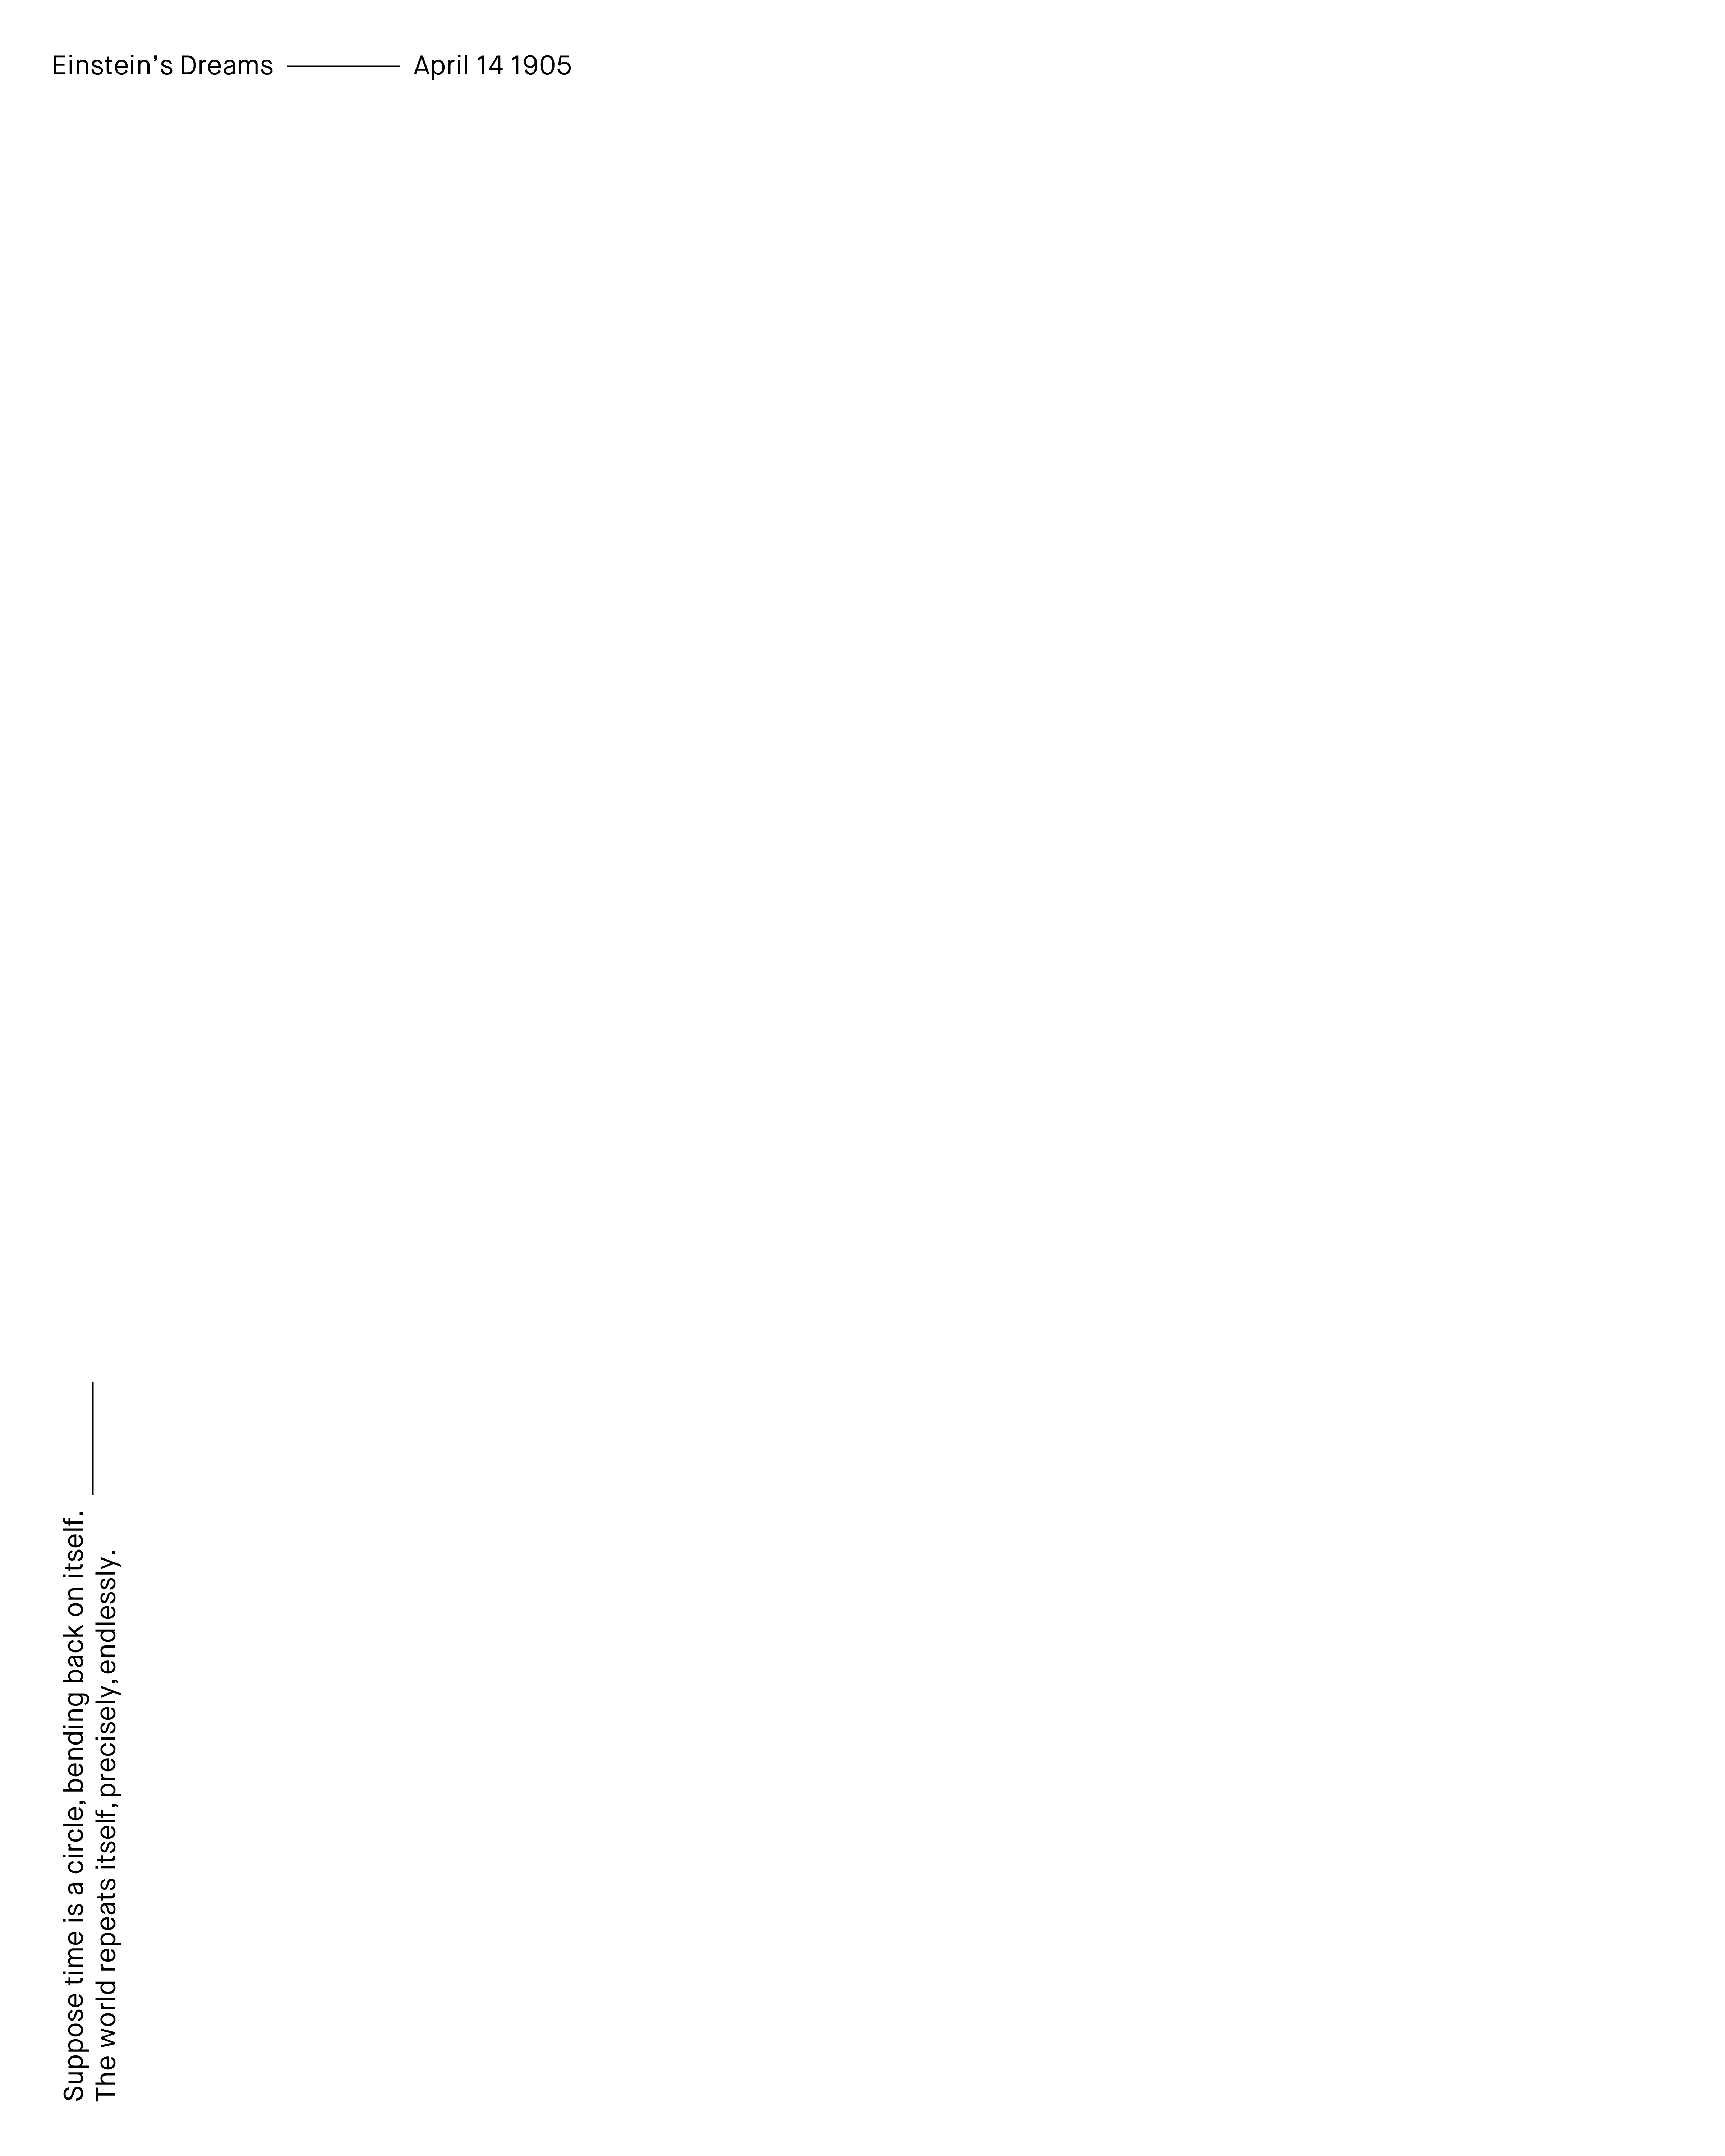 Einstein’s Dreams
April 14 1905
Suppose time is a circle, bending back on itself.
The world repeats itself, precisely, endlessly.